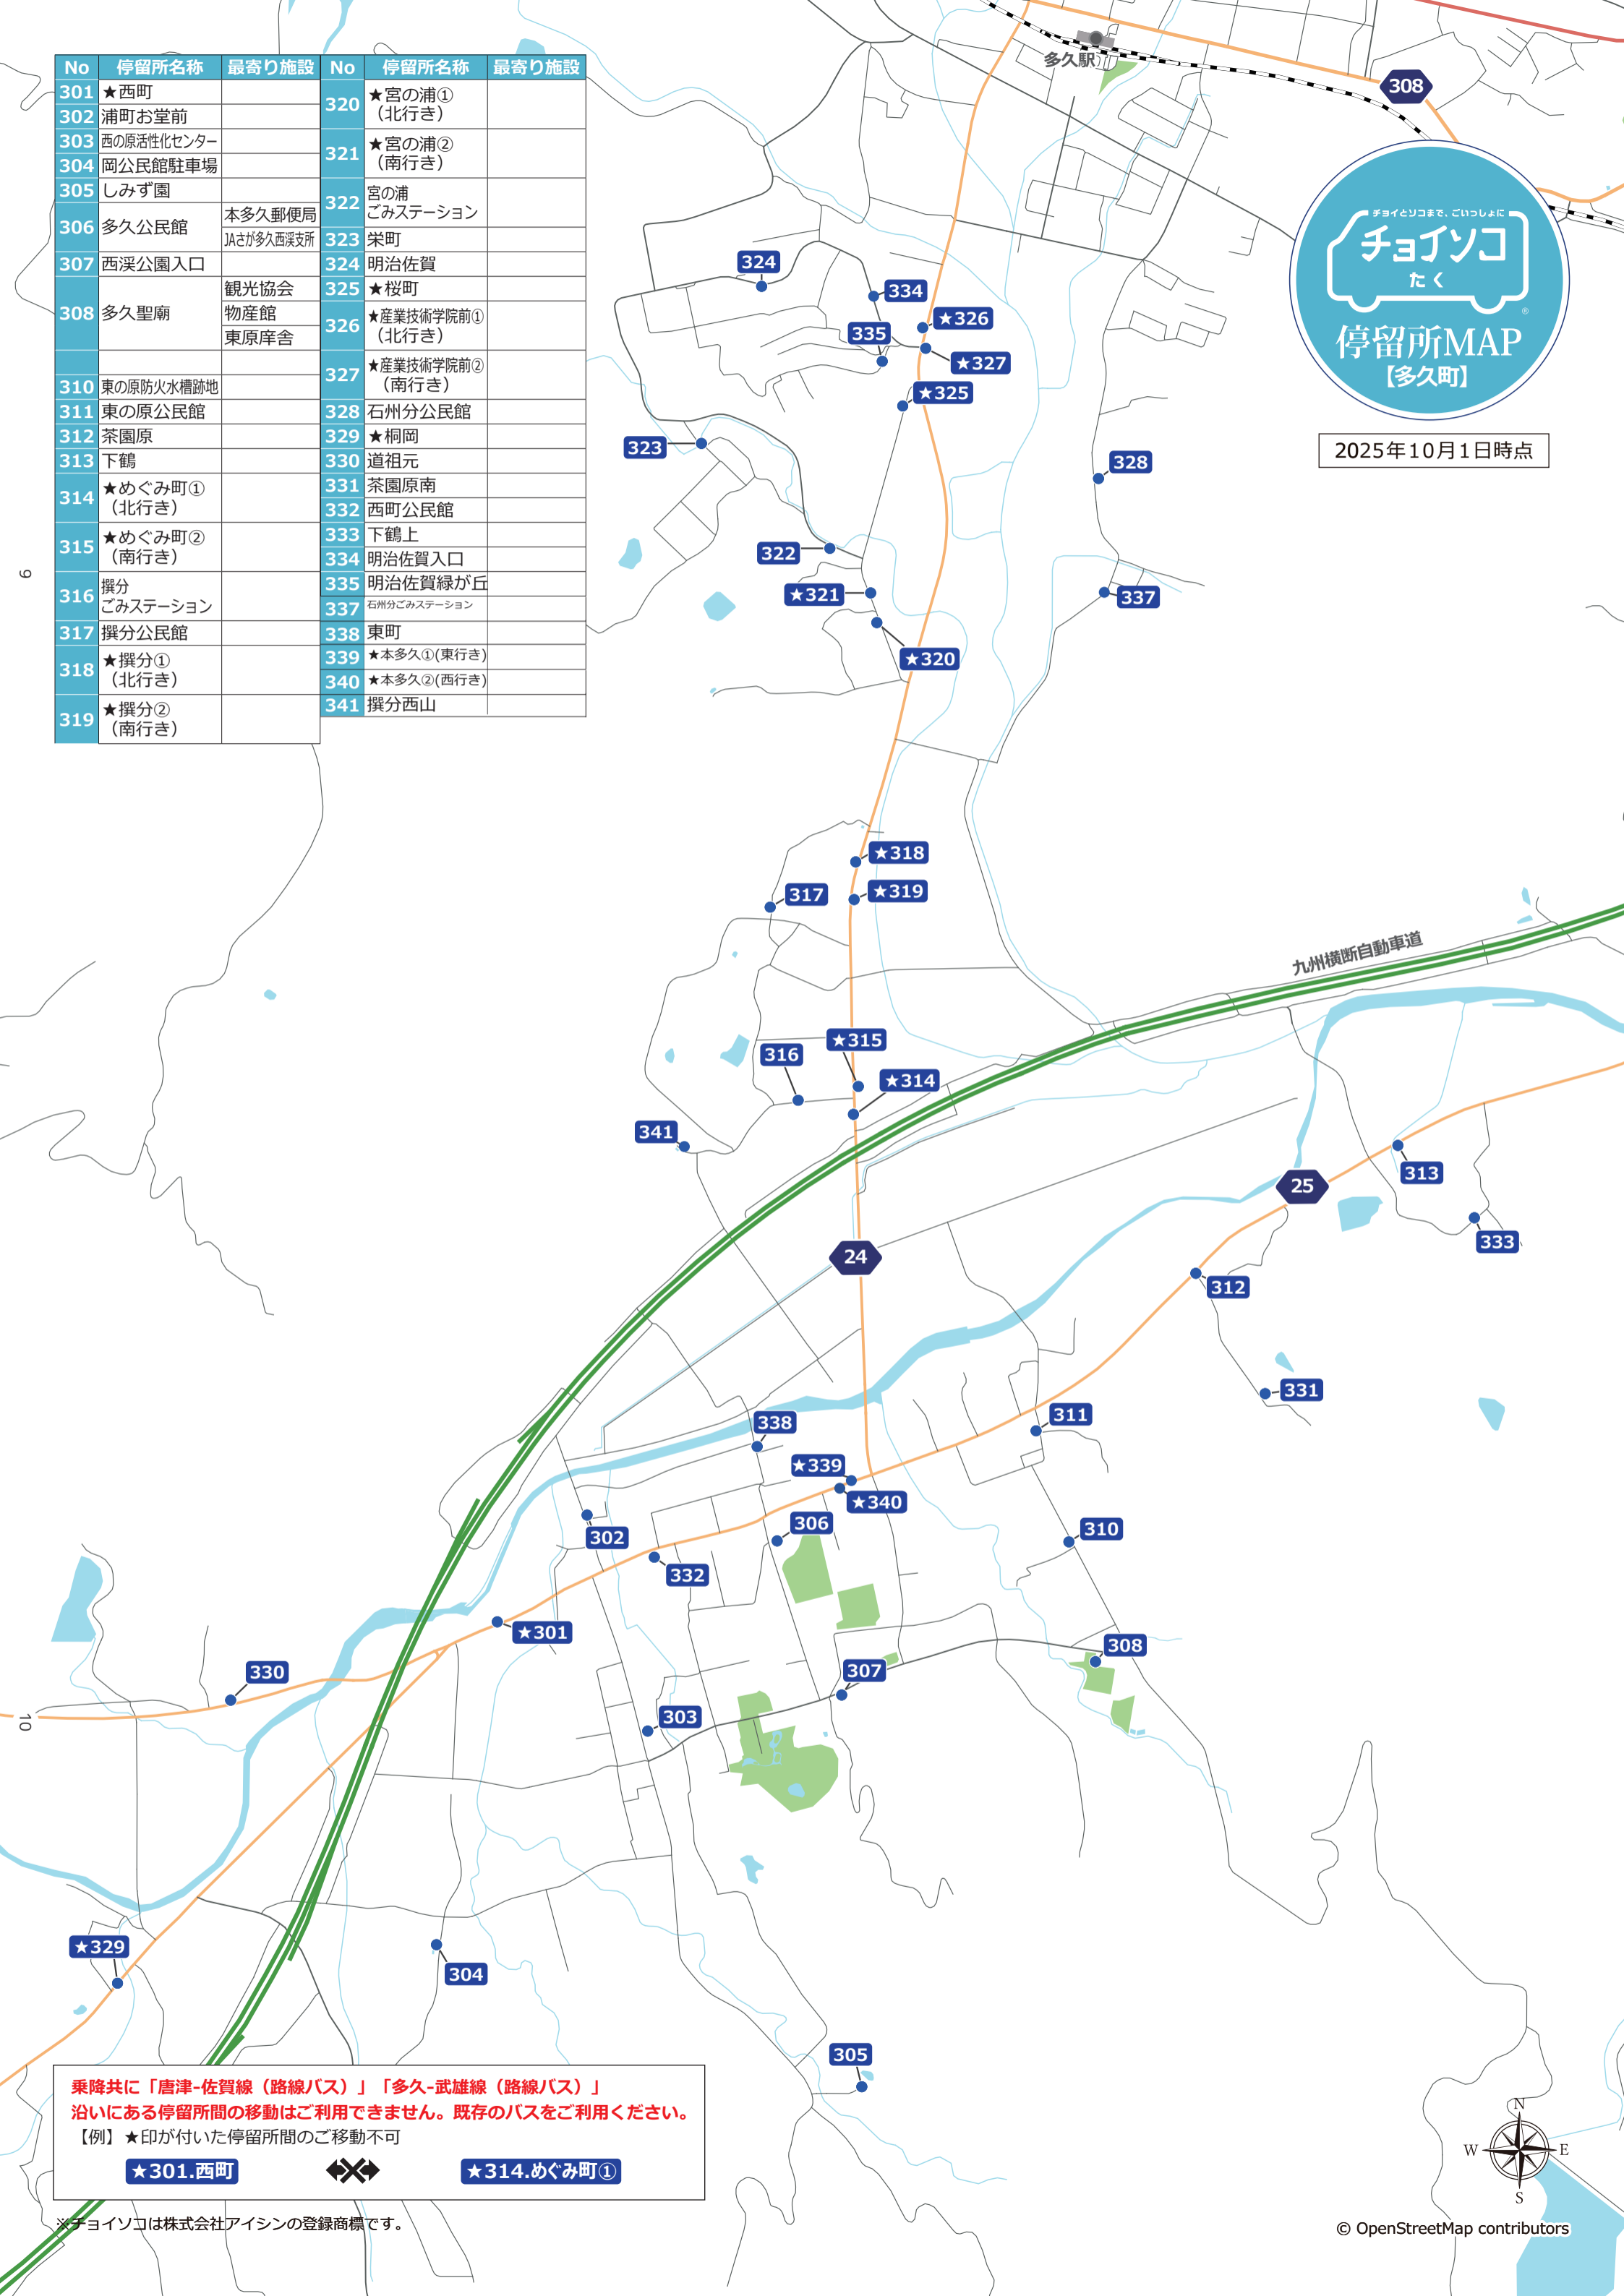 No 停留所名称 最寄り施設
301 ★西町
302 浦町お堂前
303 西の原活性化センター
304 岡公民館駐車場
305 しみず園
306 多久公民館 本多久郵便局
JAさが多久西渓支所
307 西渓公園入口
308 多久聖廟 観光協会
物産館
東原庠舎
310 東の原防火水槽跡地
311 東の原公民館
312 茶園原
313 下鶴
314 ★めぐみ町①
（北行き）
315 ★めぐみ町②
（南行き）
316 撰分
ごみステーション
317 撰分公民館
318 ★撰分①
（北行き）
319 ★撰分②
（南行き）
No 停留所名称 最寄り施設
320 ★宮の浦①
（北行き）
321 ★宮の浦②
（南行き）
322 宮の浦
ごみステーション
323 栄町
324 明治佐賀
325 ★桜町
326 ★産業技術学院前①
（北行き）
327 ★産業技術学院前②
（南行き）
328 石州分公民館
329 ★桐岡
330 道祖元
331 茶園原南
332 西町公民館
333 下鶴上
334 明治佐賀入口
335 明治佐賀緑が丘
337 石州分ごみステーション
338 東町
339 ★本多久①(東行き)
340 ★本多久②(西行き)
341 撰分西山
多久駅
308
チョイとソコまで、ごいっしょに
チョイソコ
たく
®
停留所MAP
【多久町】
2025年10月1日時点
324
334
★326
335
★327
★325
323
328
322
★321
337
★320
★318
317
★319
九州横断自動車道
★315
316
★314
341
313
25
333
24
312
331
311
338
★339
★340
306
310
302
332
★301
308
330
307
303
★329
304
305
9
10
乗降共に「唐津-佐賀線（路線バス）」「多久-武雄線（路線バス）」
沿いにある停留所間の移動はご利用できません。既存のバスをご利用ください。
【例】★印が付いた停留所間のご移動不可
★301.西町 ★314.めぐみ町①
※チョイソコは株式会社アイシンの登録商標です。
N
W E
S
© OpenStreetMap contributors